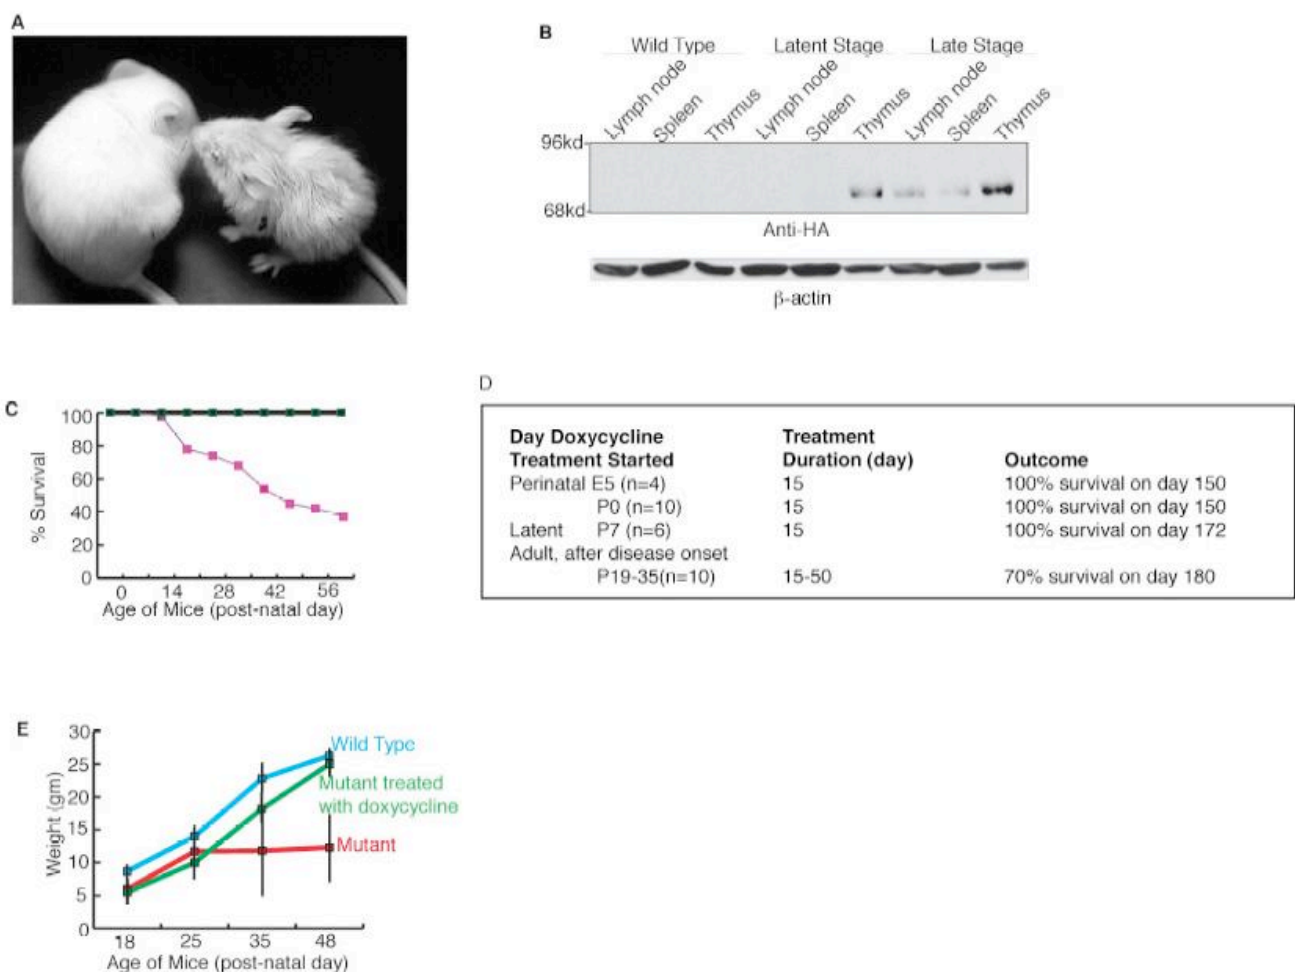 A
B
Wild Type Latent Stage Late Stage
Lymph node Spleen Thymus Lymph node Spleen Thymus Lymph node Spleen Thymus
96kd
68kd
Anti-HA
β-actin
C
% Survival
100
80
60
40
20
0
0 14 28 42 56
Age of Mice (post-natal day)
D
Day Doxycycline Treatment
Treatment Started Duration (day) Outcome
Perinatal E5 (n=4) 15 100% survival on day 150
P0 (n=10) 15 100% survival on day 150
Latent P7 (n=6) 15 100% survival on day 172
Adult, after disease onset
P19-35(n=10) 15-50 70% survival on day 180
E
Weight (gm)
30
25
20
15
10
5
0
Wild Type
Mutant treated
with doxycycline
Mutant
18 25 35 48
Age of Mice (post-natal day)